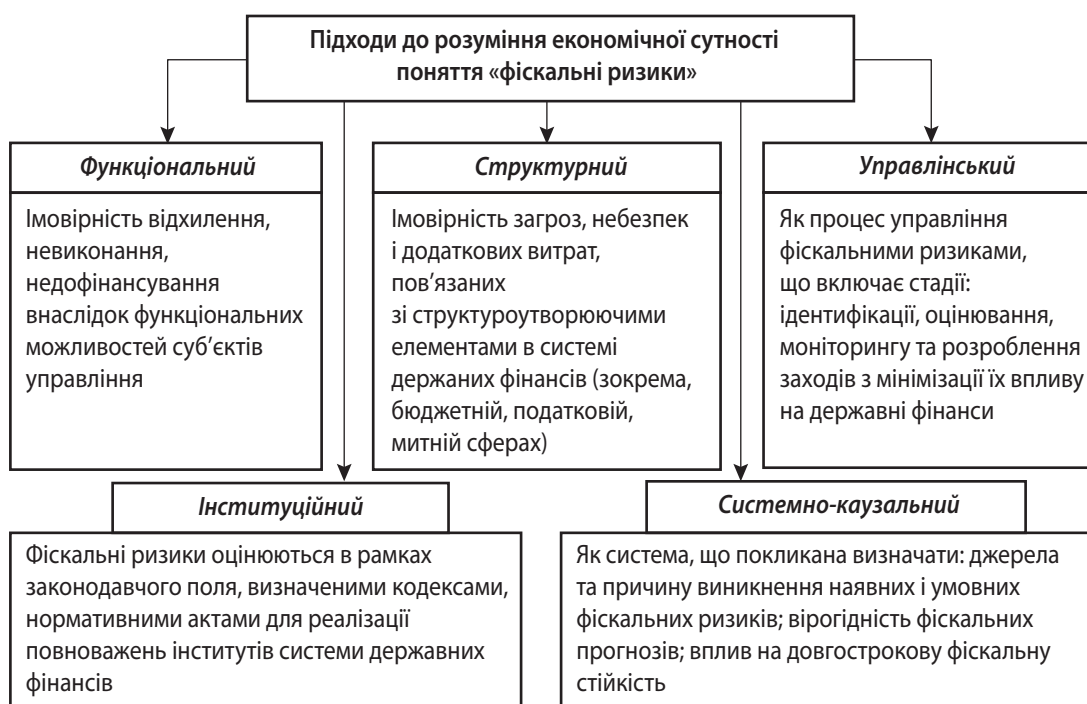 Підходи до розуміння економічної сутності
поняття «фіскальні ризики»
Функціональний
Імовірність відхилення,
невиконання,
недофінансування
внаслідок функціональних
можливостей суб’єктів
управління
Структурний
Імовірність загроз, небезпек
і додаткових витрат,
пов’язаних
зі структуроутворюючими
елементами в системі
держаних фінансів (зокрема,
бюджетній, податковій,
митній сферах)
Управлінський
Як процес управління
фіскальними ризиками,
що включає стадії:
ідентифікації, оцінювання,
моніторингу та розроблення
заходів з мінімізації їх впливу
на державні фінанси
Інституційний
Фіскальні ризики оцінюються в рамках
законодавчого поля, визначеними кодексами,
нормативними актами для реалізації
повноважень інститутів системи державних
фінансів
Системно-каузальний
Як система, що покликана визначати: джерела
та причину виникнення наявних і умовних
фіскальних ризиків; вірогідність фіскальних
прогнозів; вплив на довгострокову фіскальну
стійкість